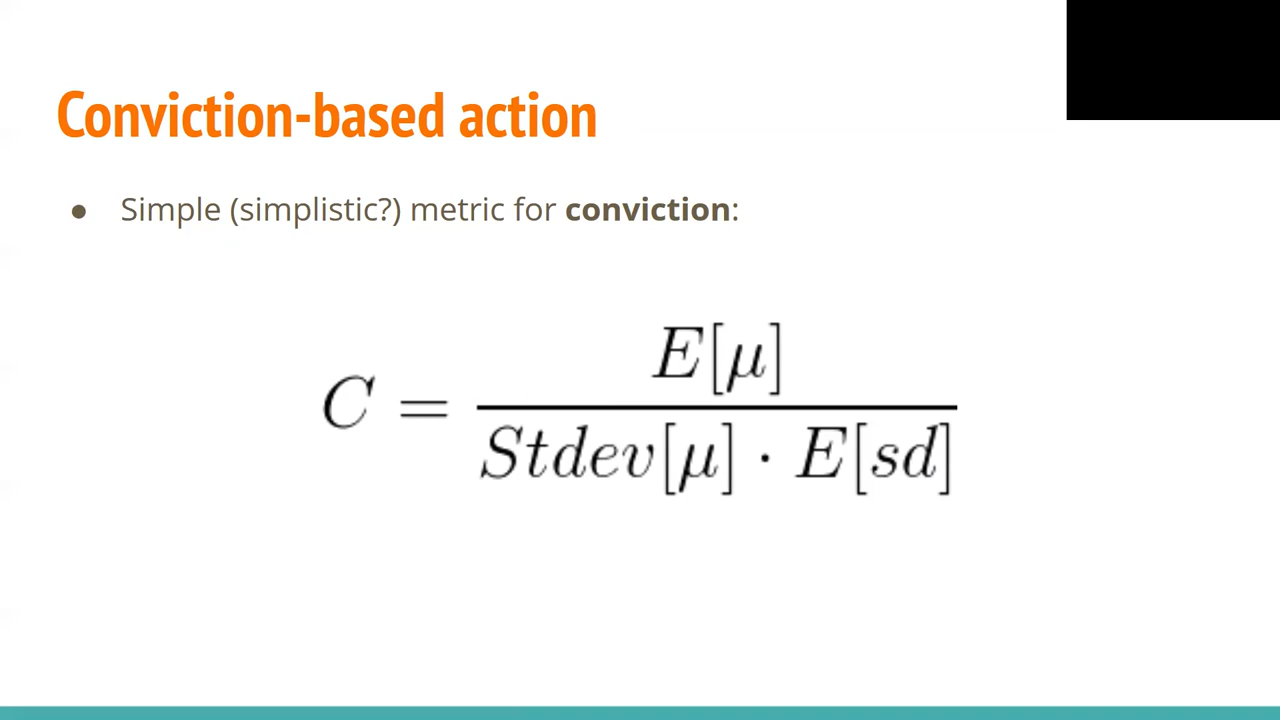 Conviction-based action
● Simple (simplistic?) metric for conviction:
C = E[μ] / Stdev[μ] · E[sd]